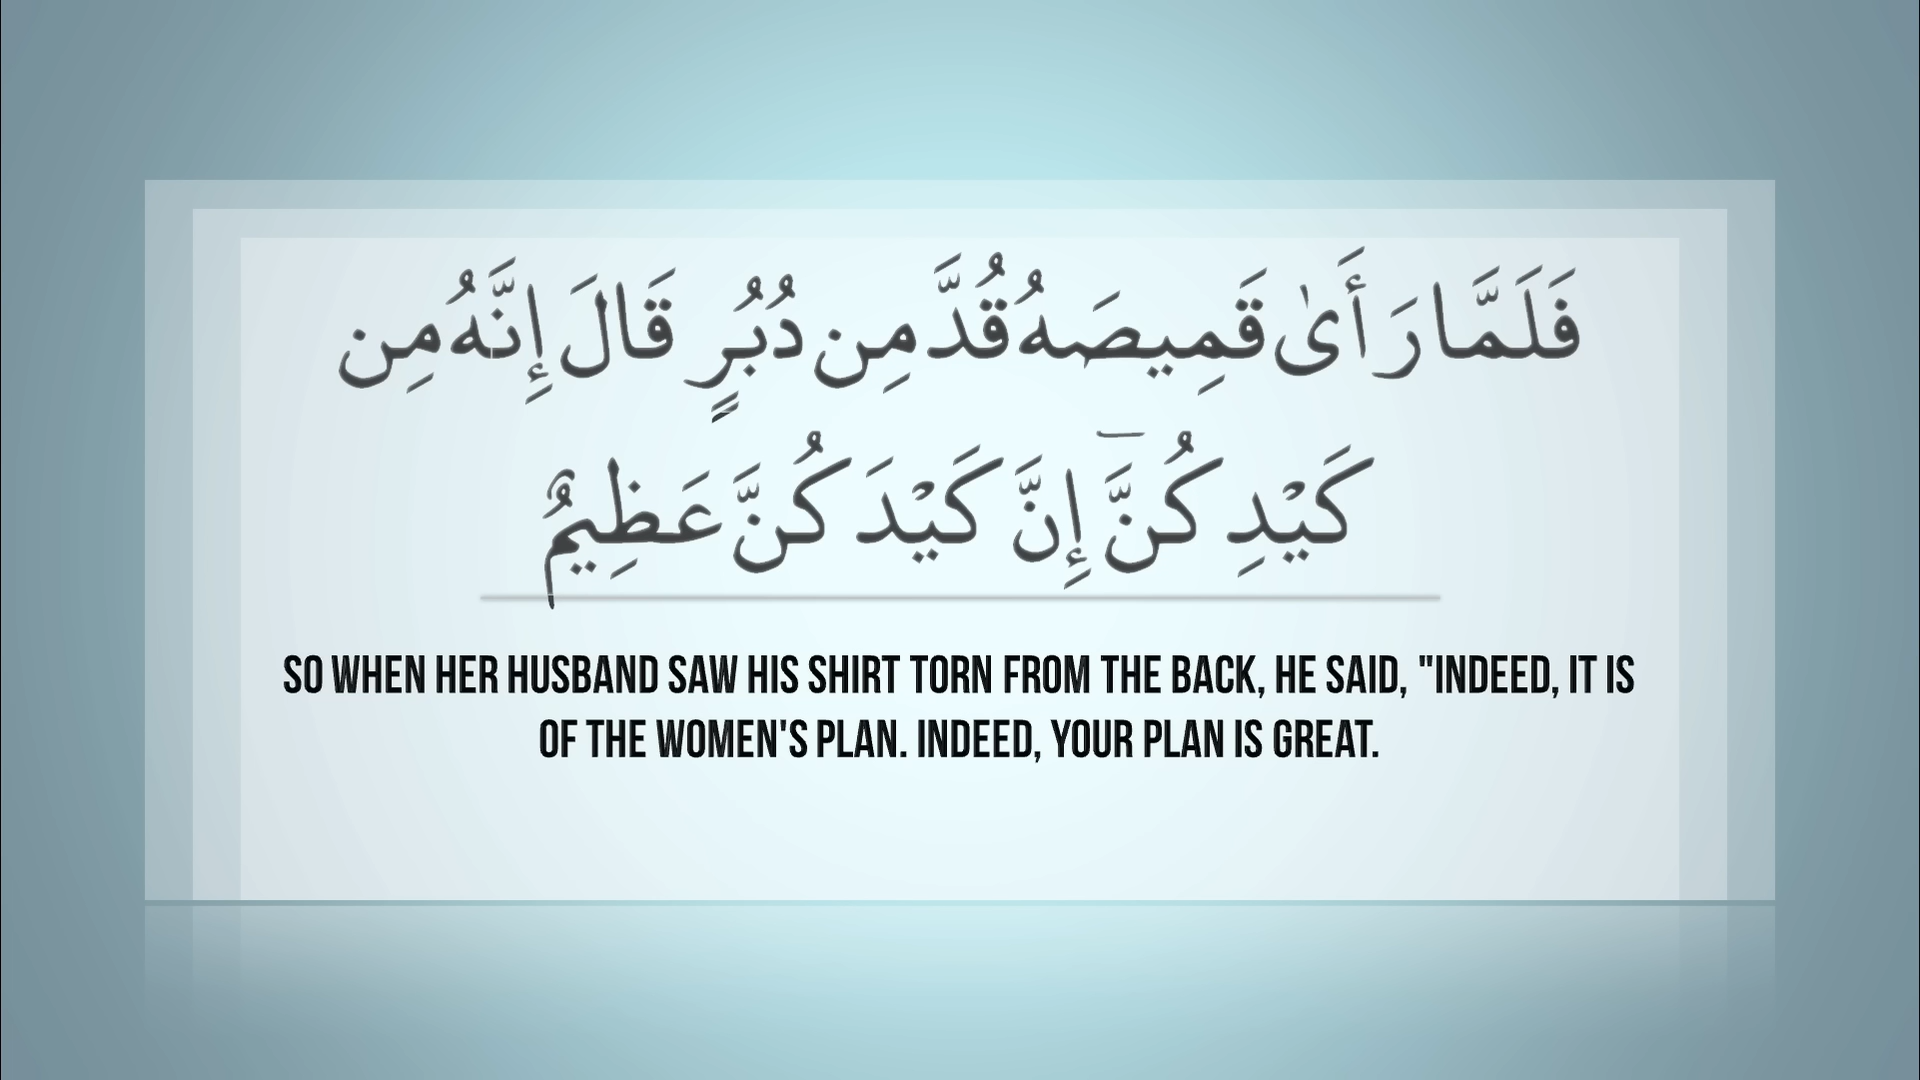 فَلَمَّا رَأَىٰ قَمِيصَهُ قُدَّ مِن دُبُرٍ قَالَ إِنَّهُ مِن
كَيْدِكُنَّ ۖ إِنَّ كَيْدَكُنَّ عَظِيمٌ
SO WHEN HER HUSBAND SAW HIS SHIRT TORN FROM THE BACK, HE SAID, "INDEED, IT IS
OF THE WOMEN'S PLAN. INDEED, YOUR PLAN IS GREAT.